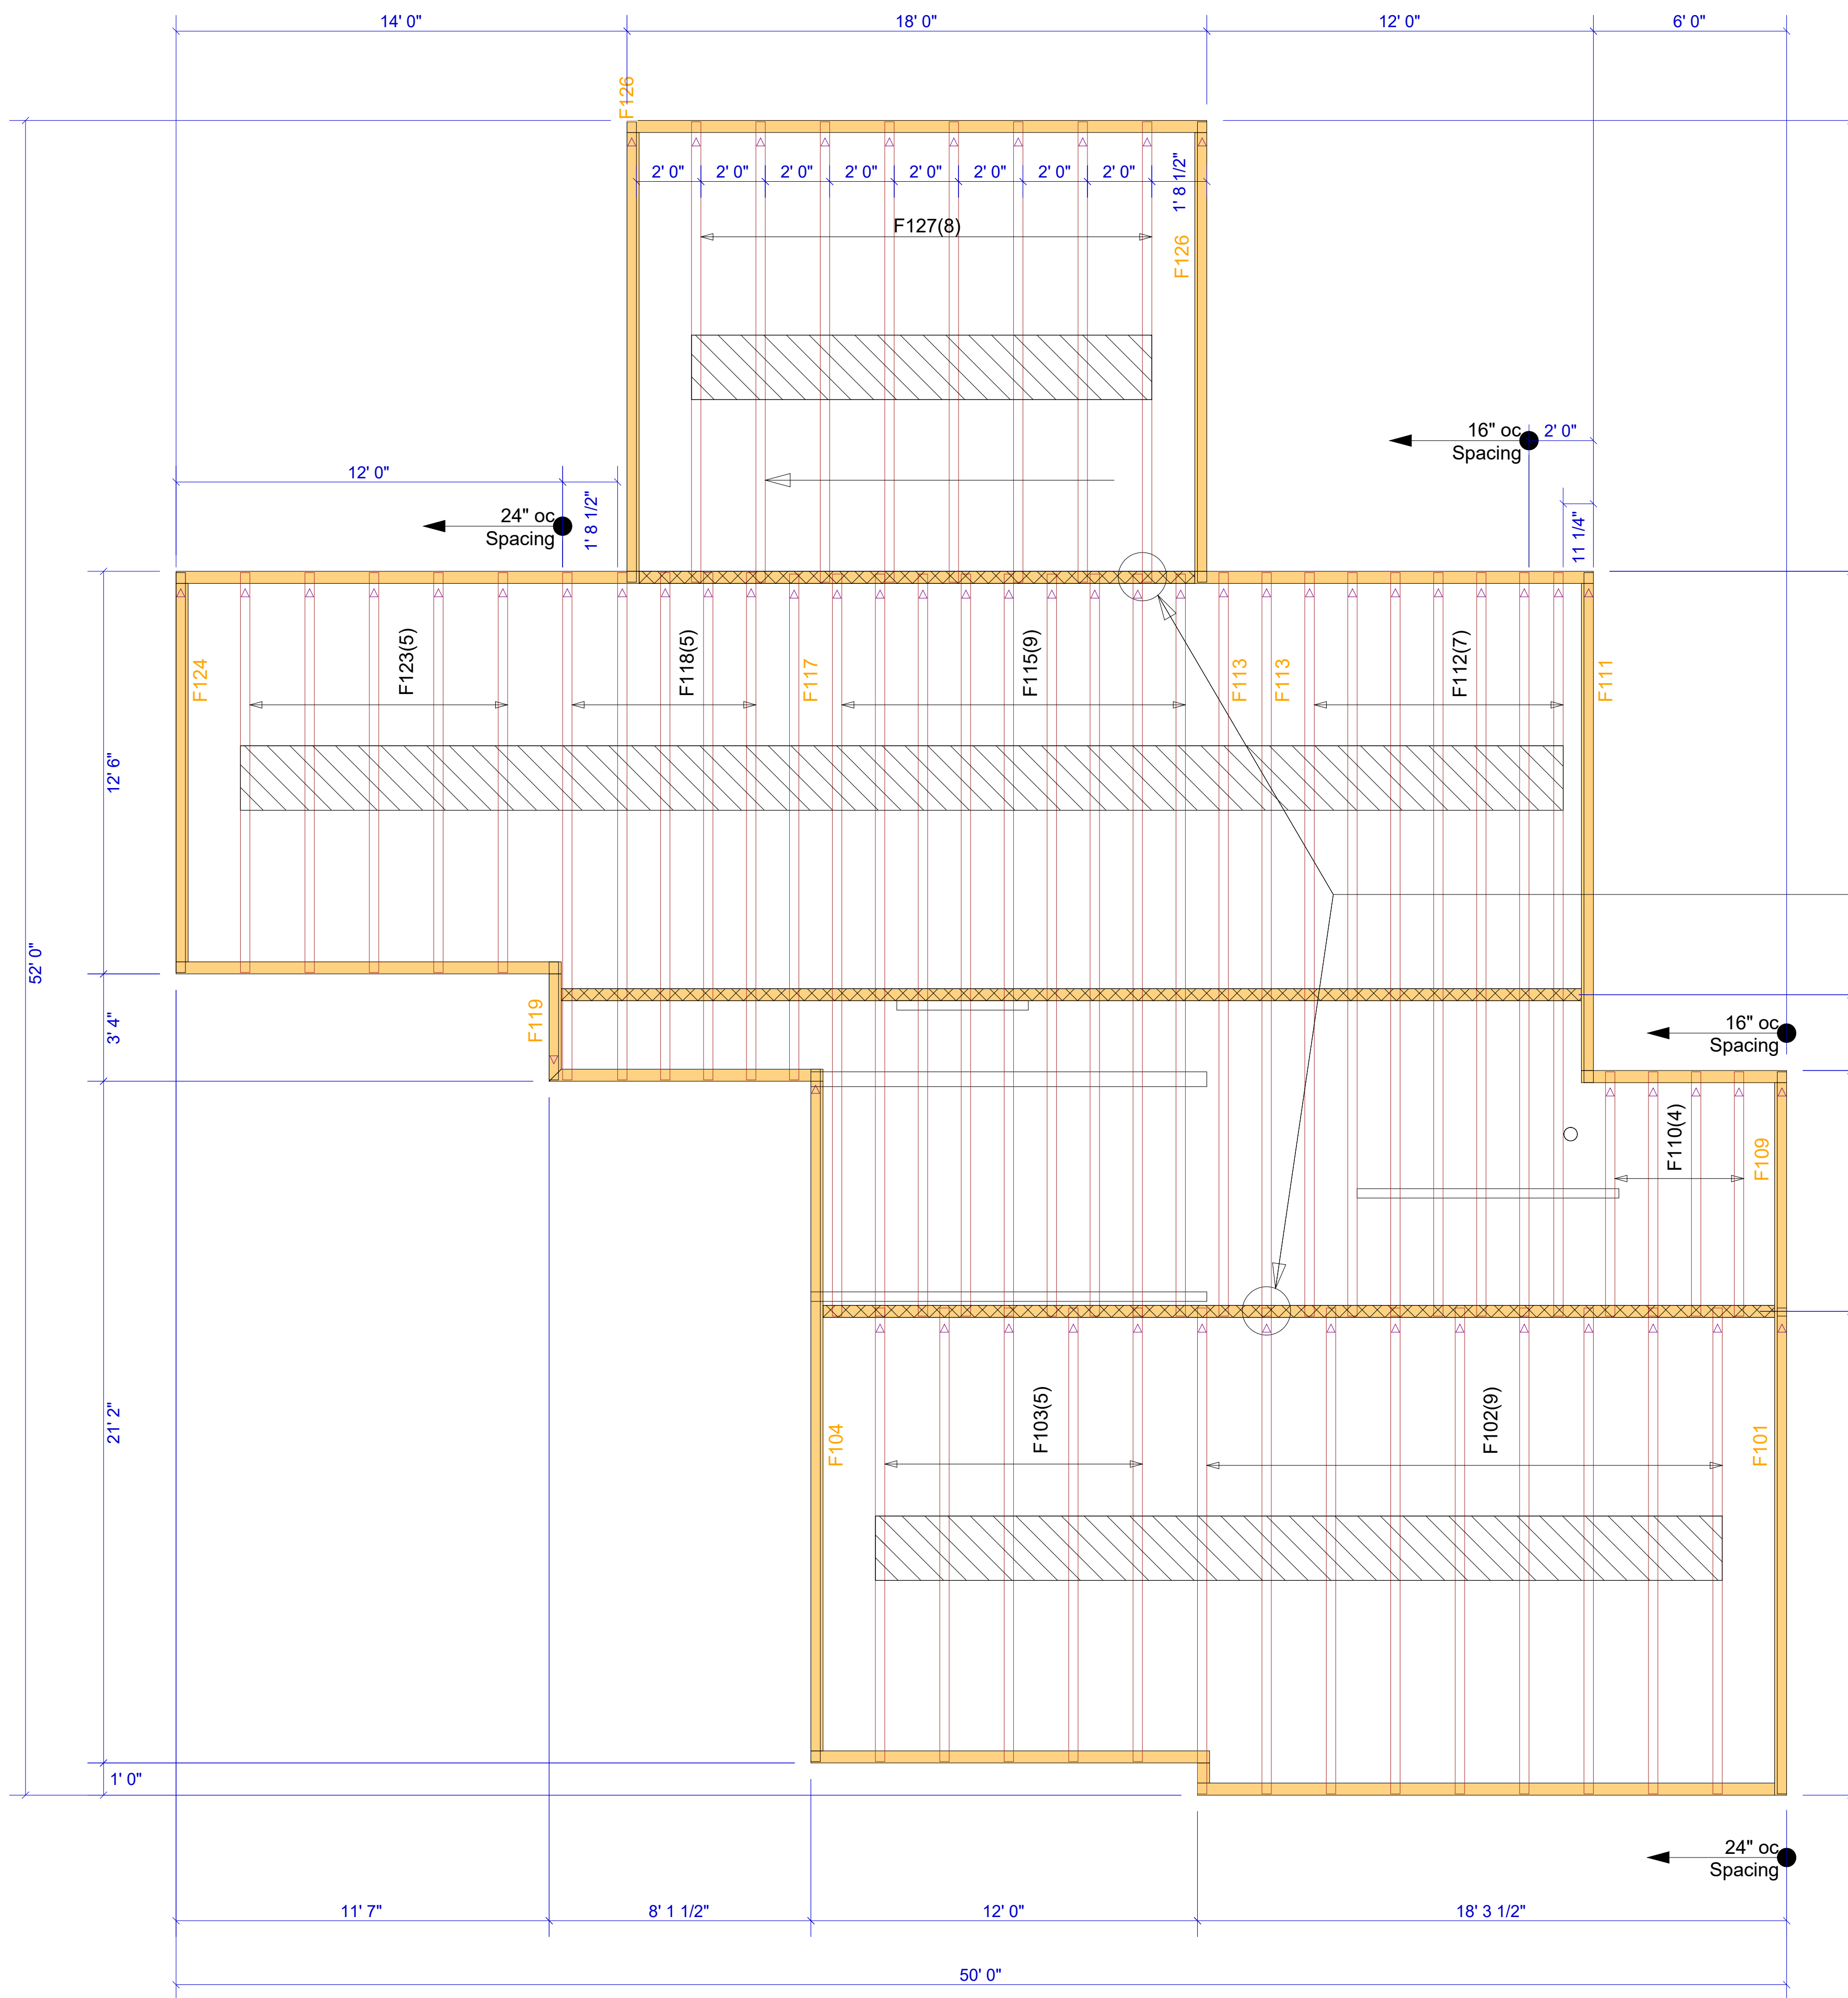 14' 0"
18' 0"
12' 0"
6' 0"
F126
2' 0"
2' 0"
2' 0"
2' 0"
2' 0"
2' 0"
2' 0"
2' 0"
1' 8 1/2"
F127(8)
F126
16" oc
Spacing
2' 0"
12' 0"
1' 8 1/2"
24" oc
Spacing
11 1/4"
F124
F123(5)
F118(5)
F117
F115(9)
F113
F113
F112(7)
F111
12' 6"
52' 0"
3' 4"
F119
16" oc
Spacing
F110(4)
F109
21' 2"
F104
F103(5)
F102(9)
F101
1' 0"
24" oc
Spacing
11' 7"
8' 1 1/2"
12' 0"
18' 3 1/2"
50' 0"